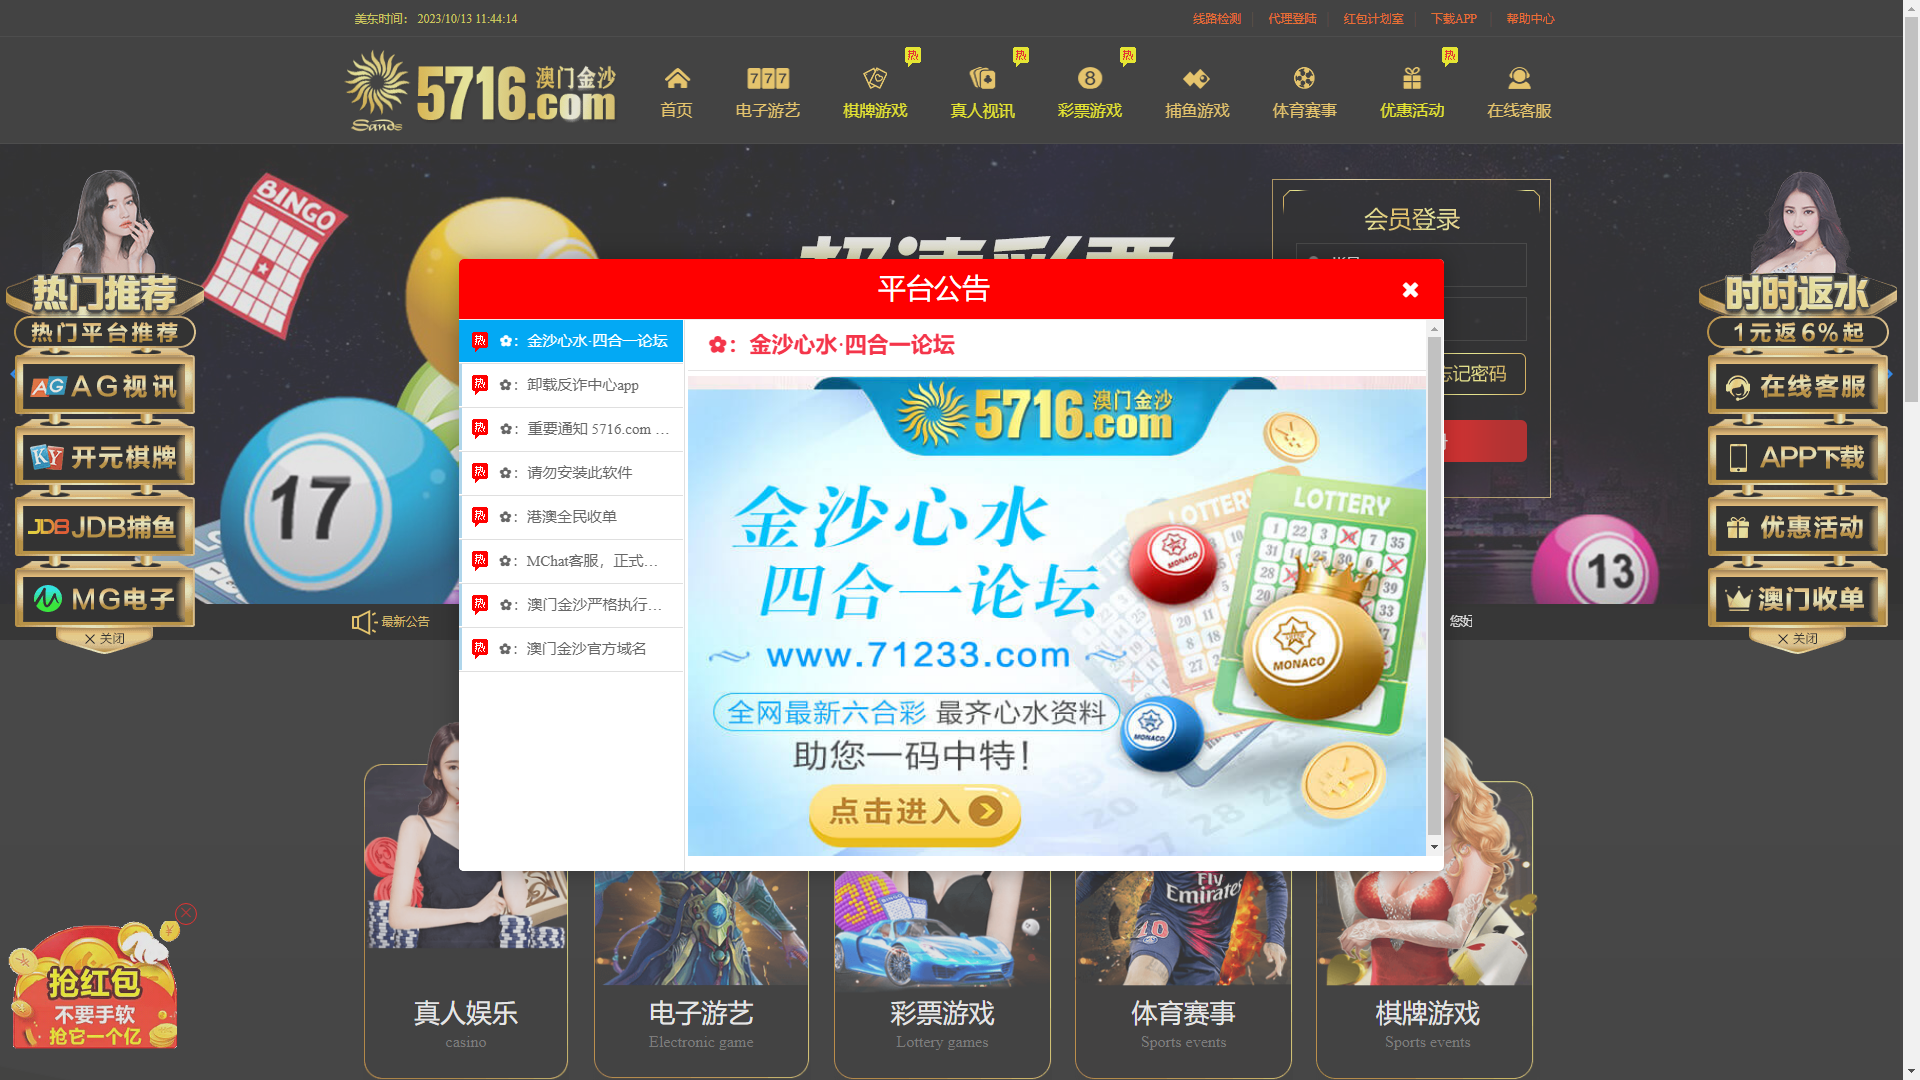 美东时间： 2023/10/13 11:44:14
线路检测
代理登陆
红包计划室
下载APP
帮助中心
Sands
5716.com
澳门金沙
首页
777
电子游艺
热
棋牌游戏
热
真人视讯
热
8
彩票游戏
捕鱼游戏
体育赛事
热
优惠活动
在线客服
BINGO
会员登录
忘记密码
热门推荐
热门平台推荐
AG AG视讯
KY 开元棋牌
JDB JDB捕鱼
MG电子
关闭
17
13
时时返水
1元返6%起
在线客服
APP下载
优惠活动
澳门收单
关闭
最新公告
您好
平台公告
热 ✿：金沙心水·四合一论坛
热 ✿：卸载反诈中心app
热 ✿：重要通知 5716.com …
热 ✿：请勿安装此软件
热 ✿：港澳全民收单
热 ✿：MChat客服，正式…
热 ✿：澳门金沙严格执行…
热 ✿：澳门金沙官方域名
✿：金沙心水·四合一论坛
5716.com
澳门金沙
金沙心水
四合一论坛
www.71233.com
全网最新六合彩 最齐心水资料
助您一码中特！
点击进入
LOTTERY
LOTTERY
MONACO
MONACO
MONACO
Fly
Emirates
抢红包
不要手软
抢它一个亿
真人娱乐
casino
电子游艺
Electronic game
彩票游戏
Lottery games
体育赛事
Sports events
棋牌游戏
Sports events